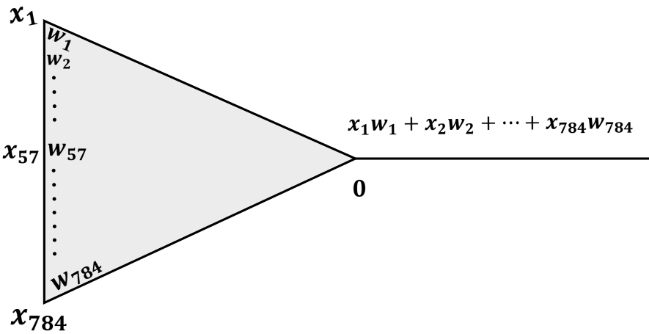 x₁
w₁
w₂
x₁w₁ + x₂w₂ + ⋯ + x₇₈₄w₇₈₄
x₅₇ w₅₇
0
w₇₈₄
x₇₈₄